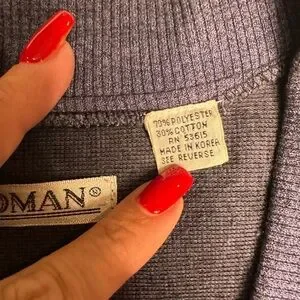 70% POLYESTER
30% COTTON
RN 53615
MADE IN KOREA
SEE REVERSE
OMAN®